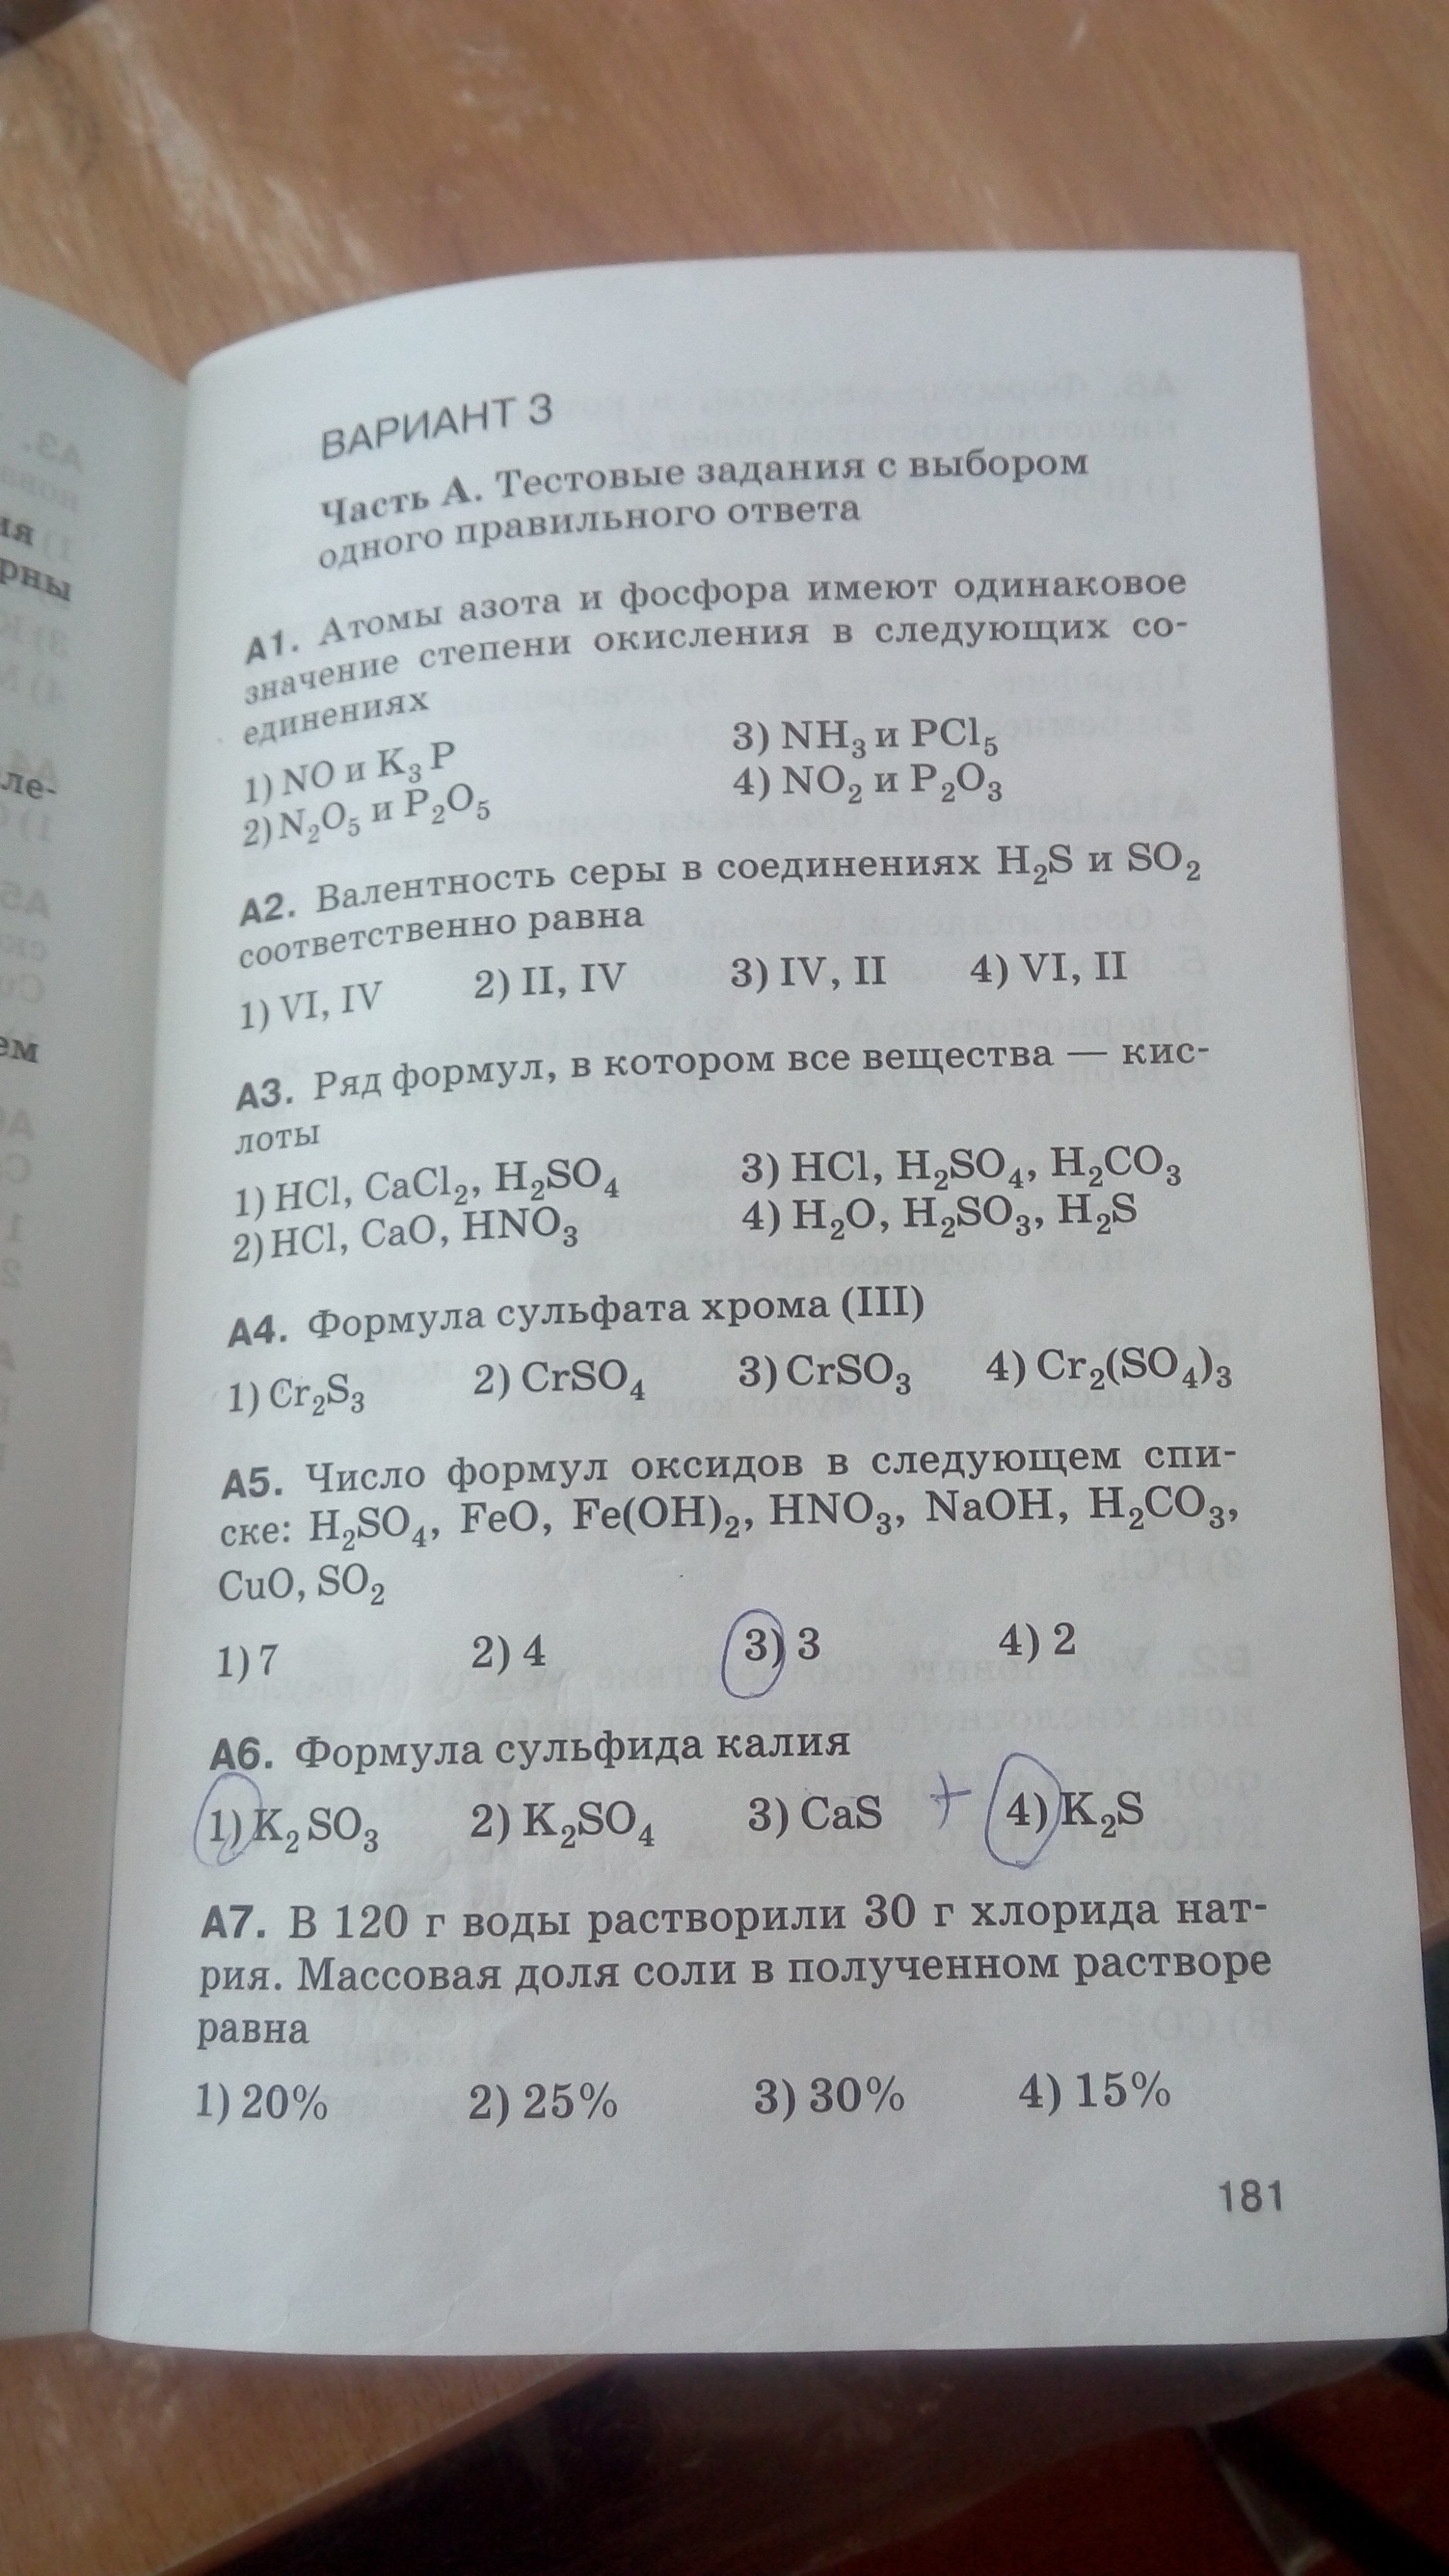 ВАРИАНТ 3
Часть А. Тестовые задания с выбором
одного правильного ответа
А1. Атомы азота и фосфора имеют одинаковое
значение степени окисления в следующих со-
единениях
1) NO и K₃P 3) NH₃ и PCl₅
2) N₂O₅ и P₂O₅ 4) NO₂ и P₂O₃
А2. Валентность серы в соединениях H₂S и SO₂
соответственно равна
1) VI, IV 2) II, IV 3) IV, II 4) VI, II
А3. Ряд формул, в котором все вещества — кис-
лоты
1) HCl, CaCl₂, H₂SO₄ 3) HCl, H₂SO₄, H₂CO₃
2) HCl, CaO, HNO₃ 4) H₂O, H₂SO₃, H₂S
А4. Формула сульфата хрома (III)
1) Cr₂S₃ 2) CrSO₄ 3) CrSO₃ 4) Cr₂(SO₄)₃
А5. Число формул оксидов в следующем спи-
ске: H₂SO₄, FeO, Fe(OH)₂, HNO₃, NaOH, H₂CO₃,
CuO, SO₂
1) 7 2) 4 3) 3 4) 2
А6. Формула сульфида калия
1) K₂SO₃ 2) K₂SO₄ 3) CaS + 4) K₂S
А7. В 120 г воды растворили 30 г хлорида нат-
рия. Массовая доля соли в полученном растворе
равна
1) 20% 2) 25% 3) 30% 4) 15%
181